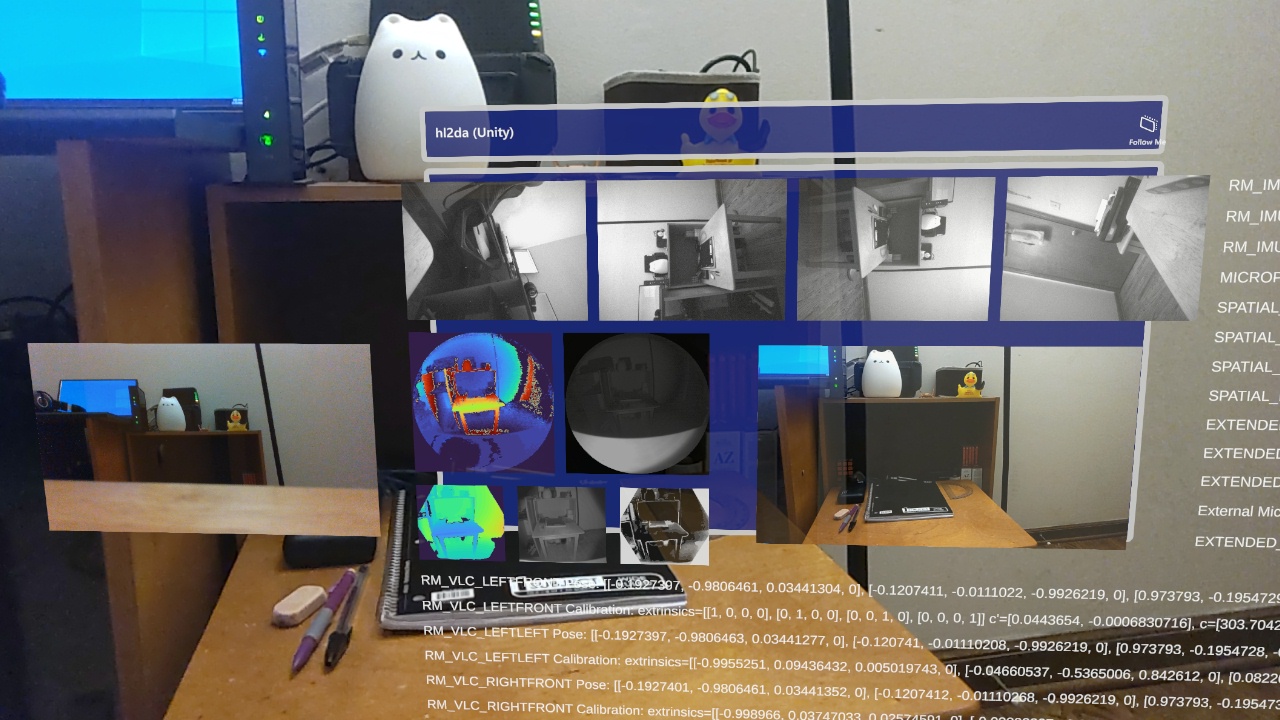 hl2da (Unity)
Follow Me
RM_IM
RM_IMU
RM_IMU
MICROP
SPATIAL_
SPATIAL_
SPATIAL_
SPATIAL_
EXTENDED
EXTENDED
EXTENDED
External Mic
EXTENDED_
AZ
RM_VLC_LEFTFRONT Pose: [[-0.1927397, -0.9806461, 0.03441304, 0], [-0.1207411, -0.0111022, -0.9926219, 0], [0.973793, -0.1954729
RM_VLC_LEFTFRONT Calibration: extrinsics=[[1, 0, 0, 0], [0, 1, 0, 0], [0, 0, 1, 0], [0, 0, 0, 1]] c'=[0.0443654, -0.0006830716], c=[303.7042
RM_VLC_LEFTLEFT Pose: [[-0.1927397, -0.9806463, 0.03441277, 0], [-0.120741, -0.01110208, -0.9926219, 0], [0.973793, -0.1954728, -0
RM_VLC_LEFTLEFT Calibration: extrinsics=[[-0.9955251, 0.09436432, 0.005019743, 0], [-0.04660537, -0.5365006, 0.842612, 0], [0.0822
RM_VLC_RIGHTFRONT Pose: [[-0.1927401, -0.9806461, 0.03441352, 0], [-0.1207412, -0.01110268, -0.9926219, 0], [0.973793, -0.195473
RM_VLC_RIGHTFRONT Calibration: extrinsics=[[-0.998966, 0.03747033, 0.02574591, 0],